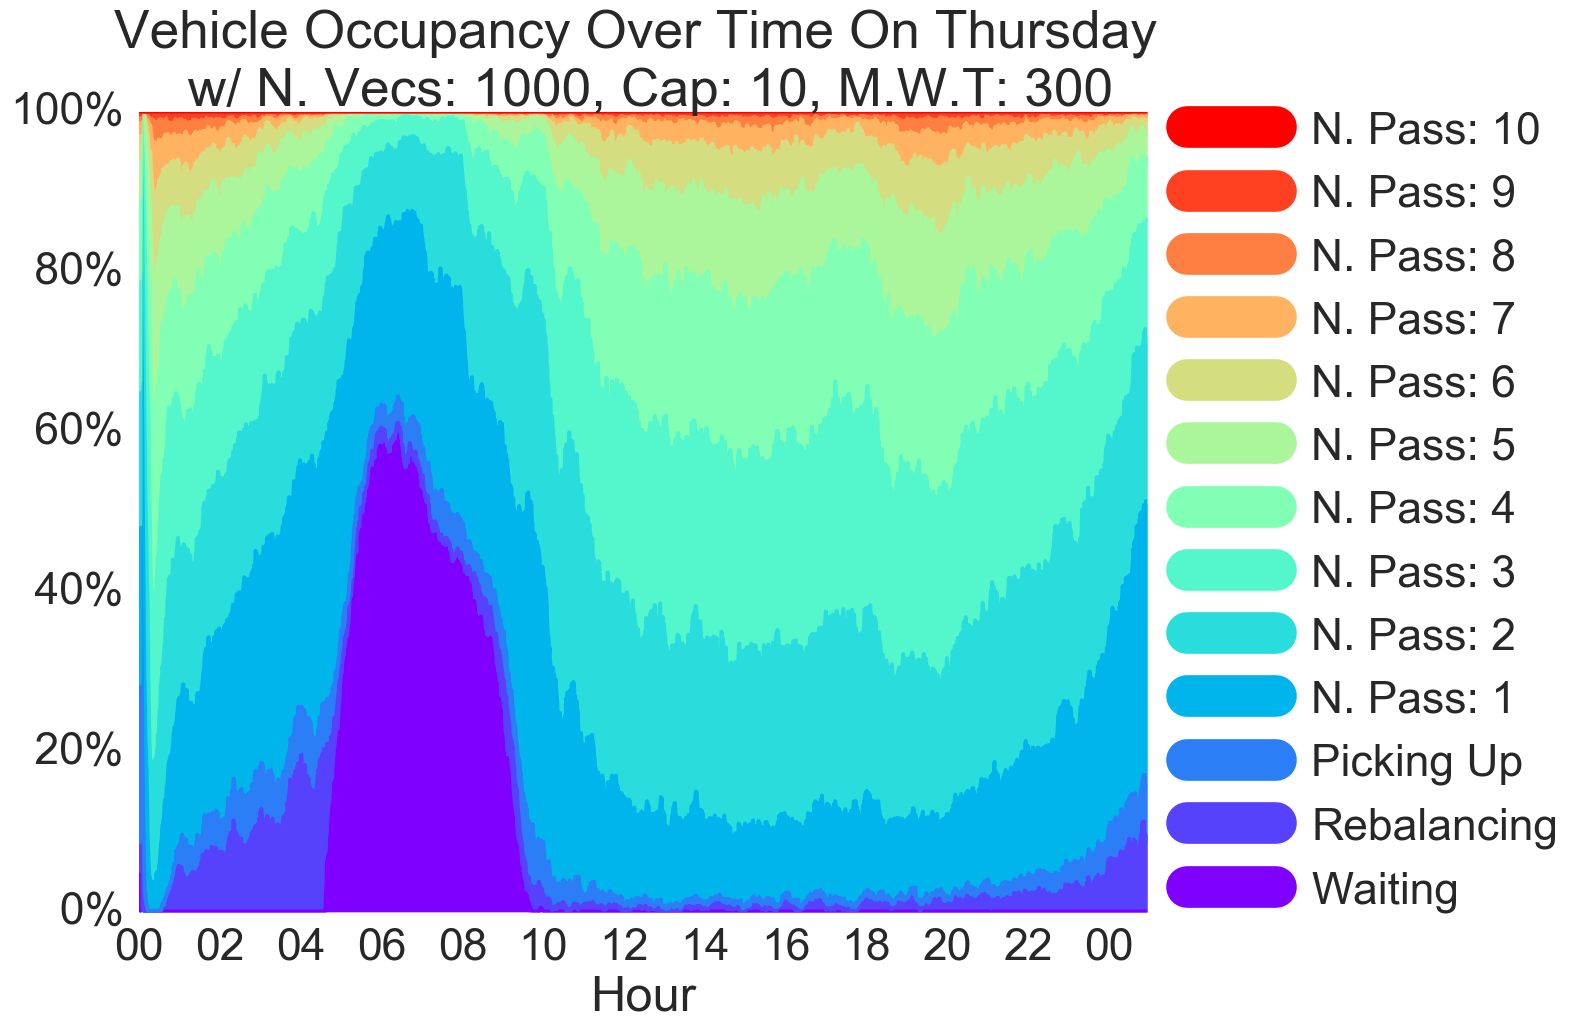 Vehicle Occupancy Over Time On Thursday
w/ N. Vecs: 1000, Cap: 10, M.W.T: 300
100%
80%
60%
40%
20%
0%
00 02 04 06 08 10 12 14 16 18 20 22 00
Hour
N. Pass: 10
N. Pass: 9
N. Pass: 8
N. Pass: 7
N. Pass: 6
N. Pass: 5
N. Pass: 4
N. Pass: 3
N. Pass: 2
N. Pass: 1
Picking Up
Rebalancing
Waiting